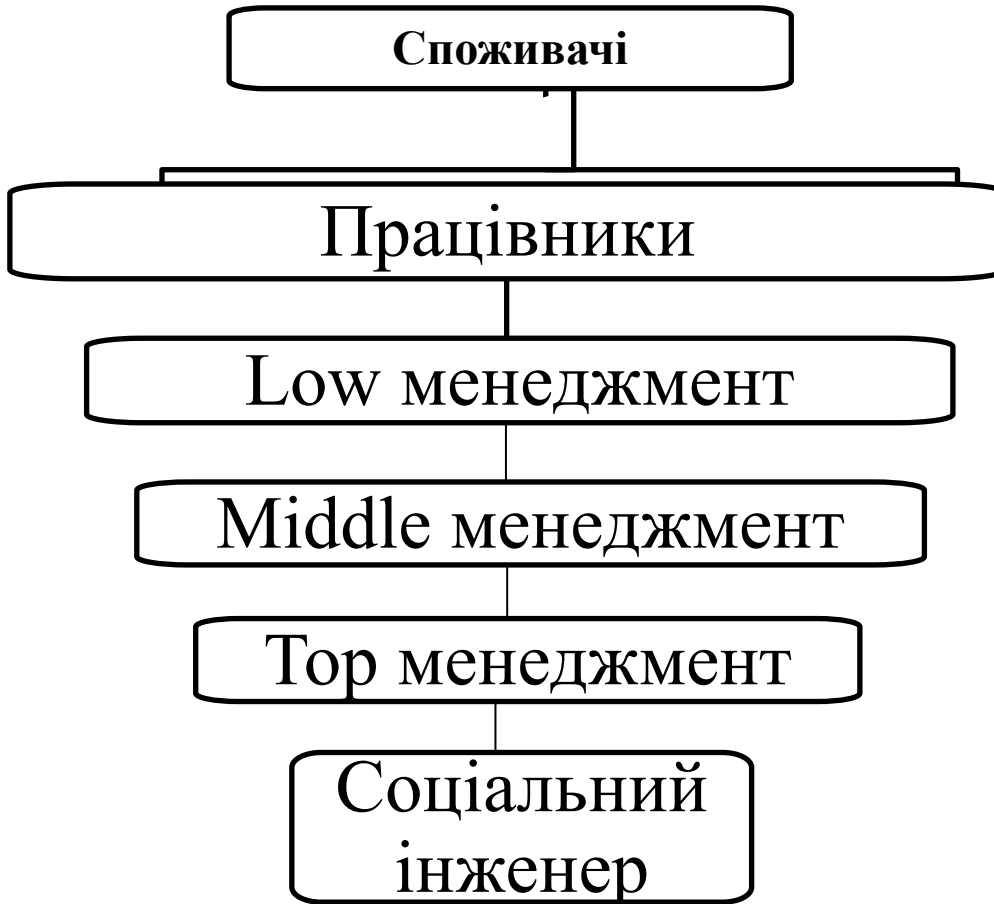 Споживачі
Працівники
Low менеджмент
Middle менеджмент
Top менеджмент
Соціальний
інженер